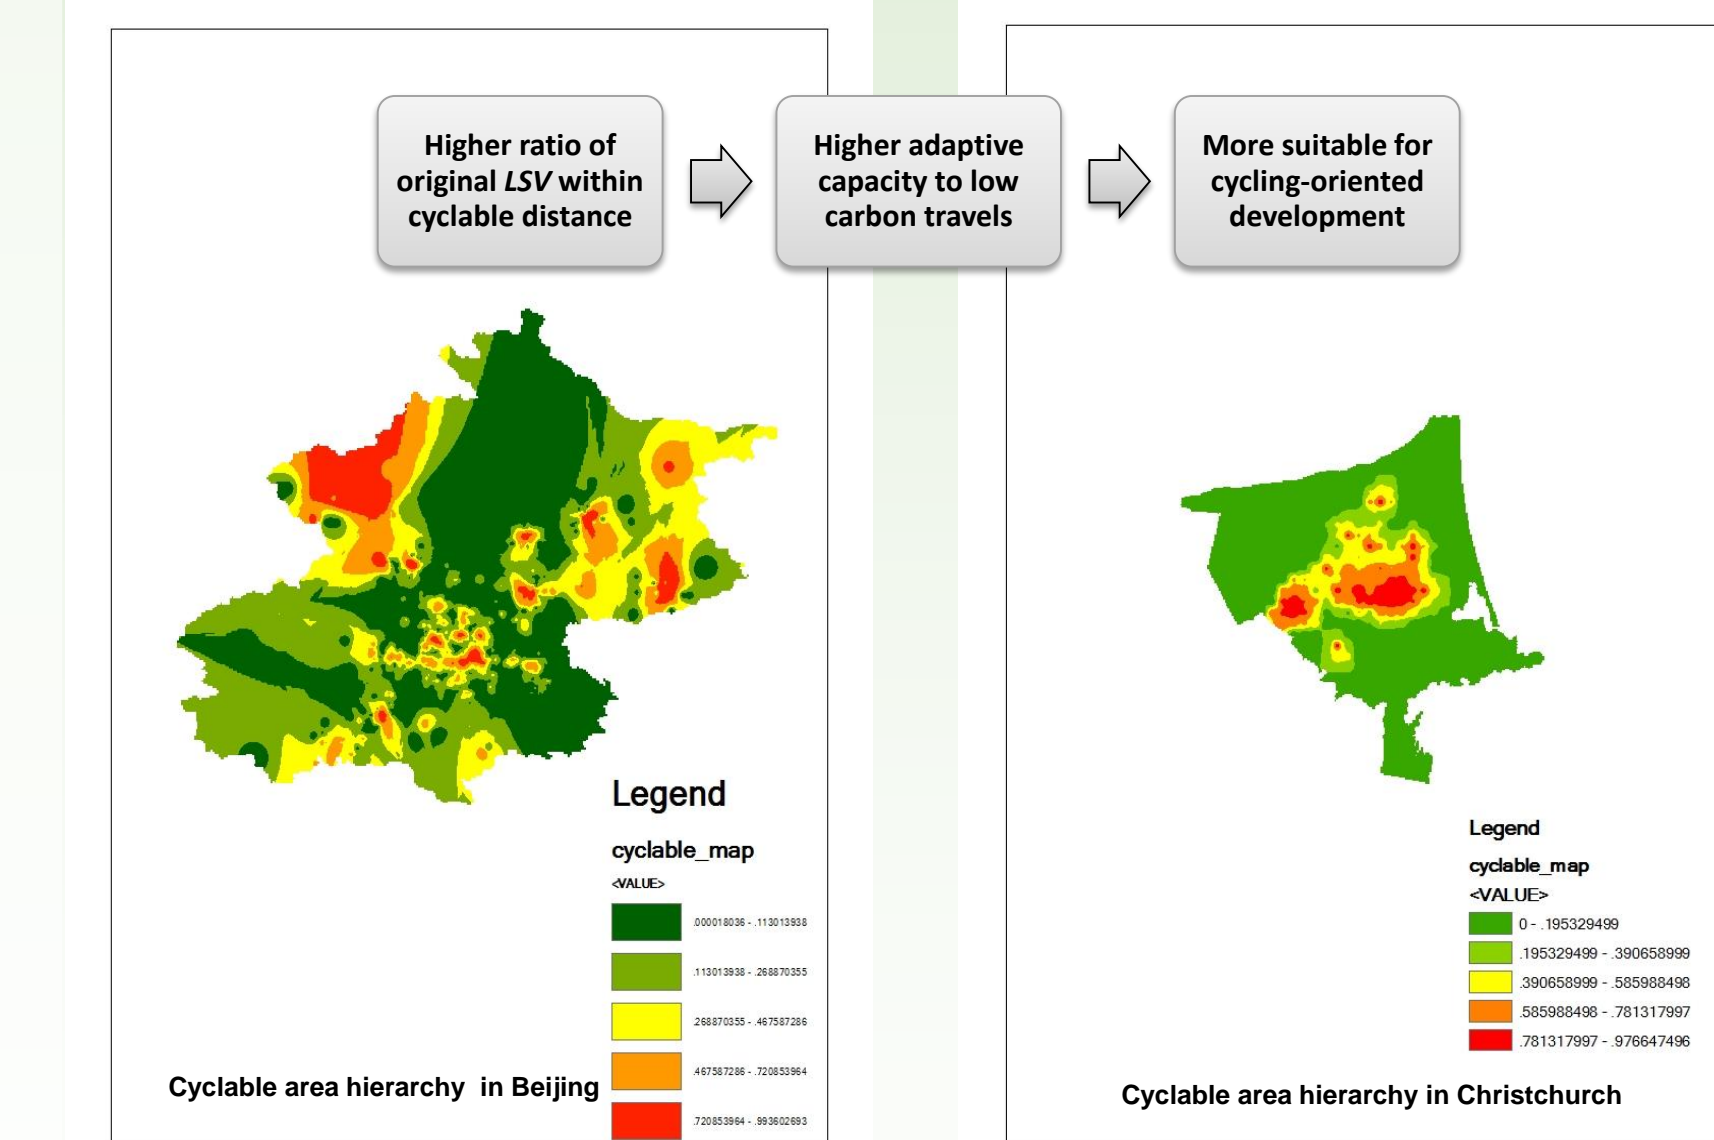 Higher ratio of
original LSV within
cyclable distance
Higher adaptive
capacity to low
carbon travels
More suitable for
cycling-oriented
development
Legend
cyclable_map
<VALUE>
.000018036 - .113013938
.113013938 - .268870355
.268870355 - .467587286
.467587286 - .720853964
.720853964 - .993602693
Cyclable area hierarchy in Beijing
Legend
cyclable_map
<VALUE>
0 - .195329499
.195329499 - .390658999
.390658999 - .585988498
.585988498 - .781317997
.781317997 - .976647496
Cyclable area hierarchy in Christchurch